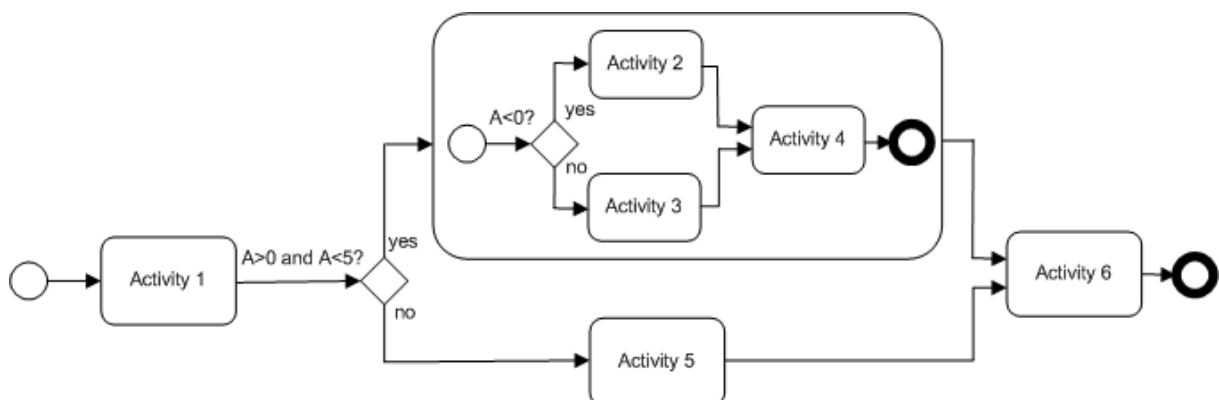 Activity 2
A<0?
yes
Activity 4
no
Activity 3
yes
A>0 and A<5?
Activity 1
Activity 6
no
Activity 5